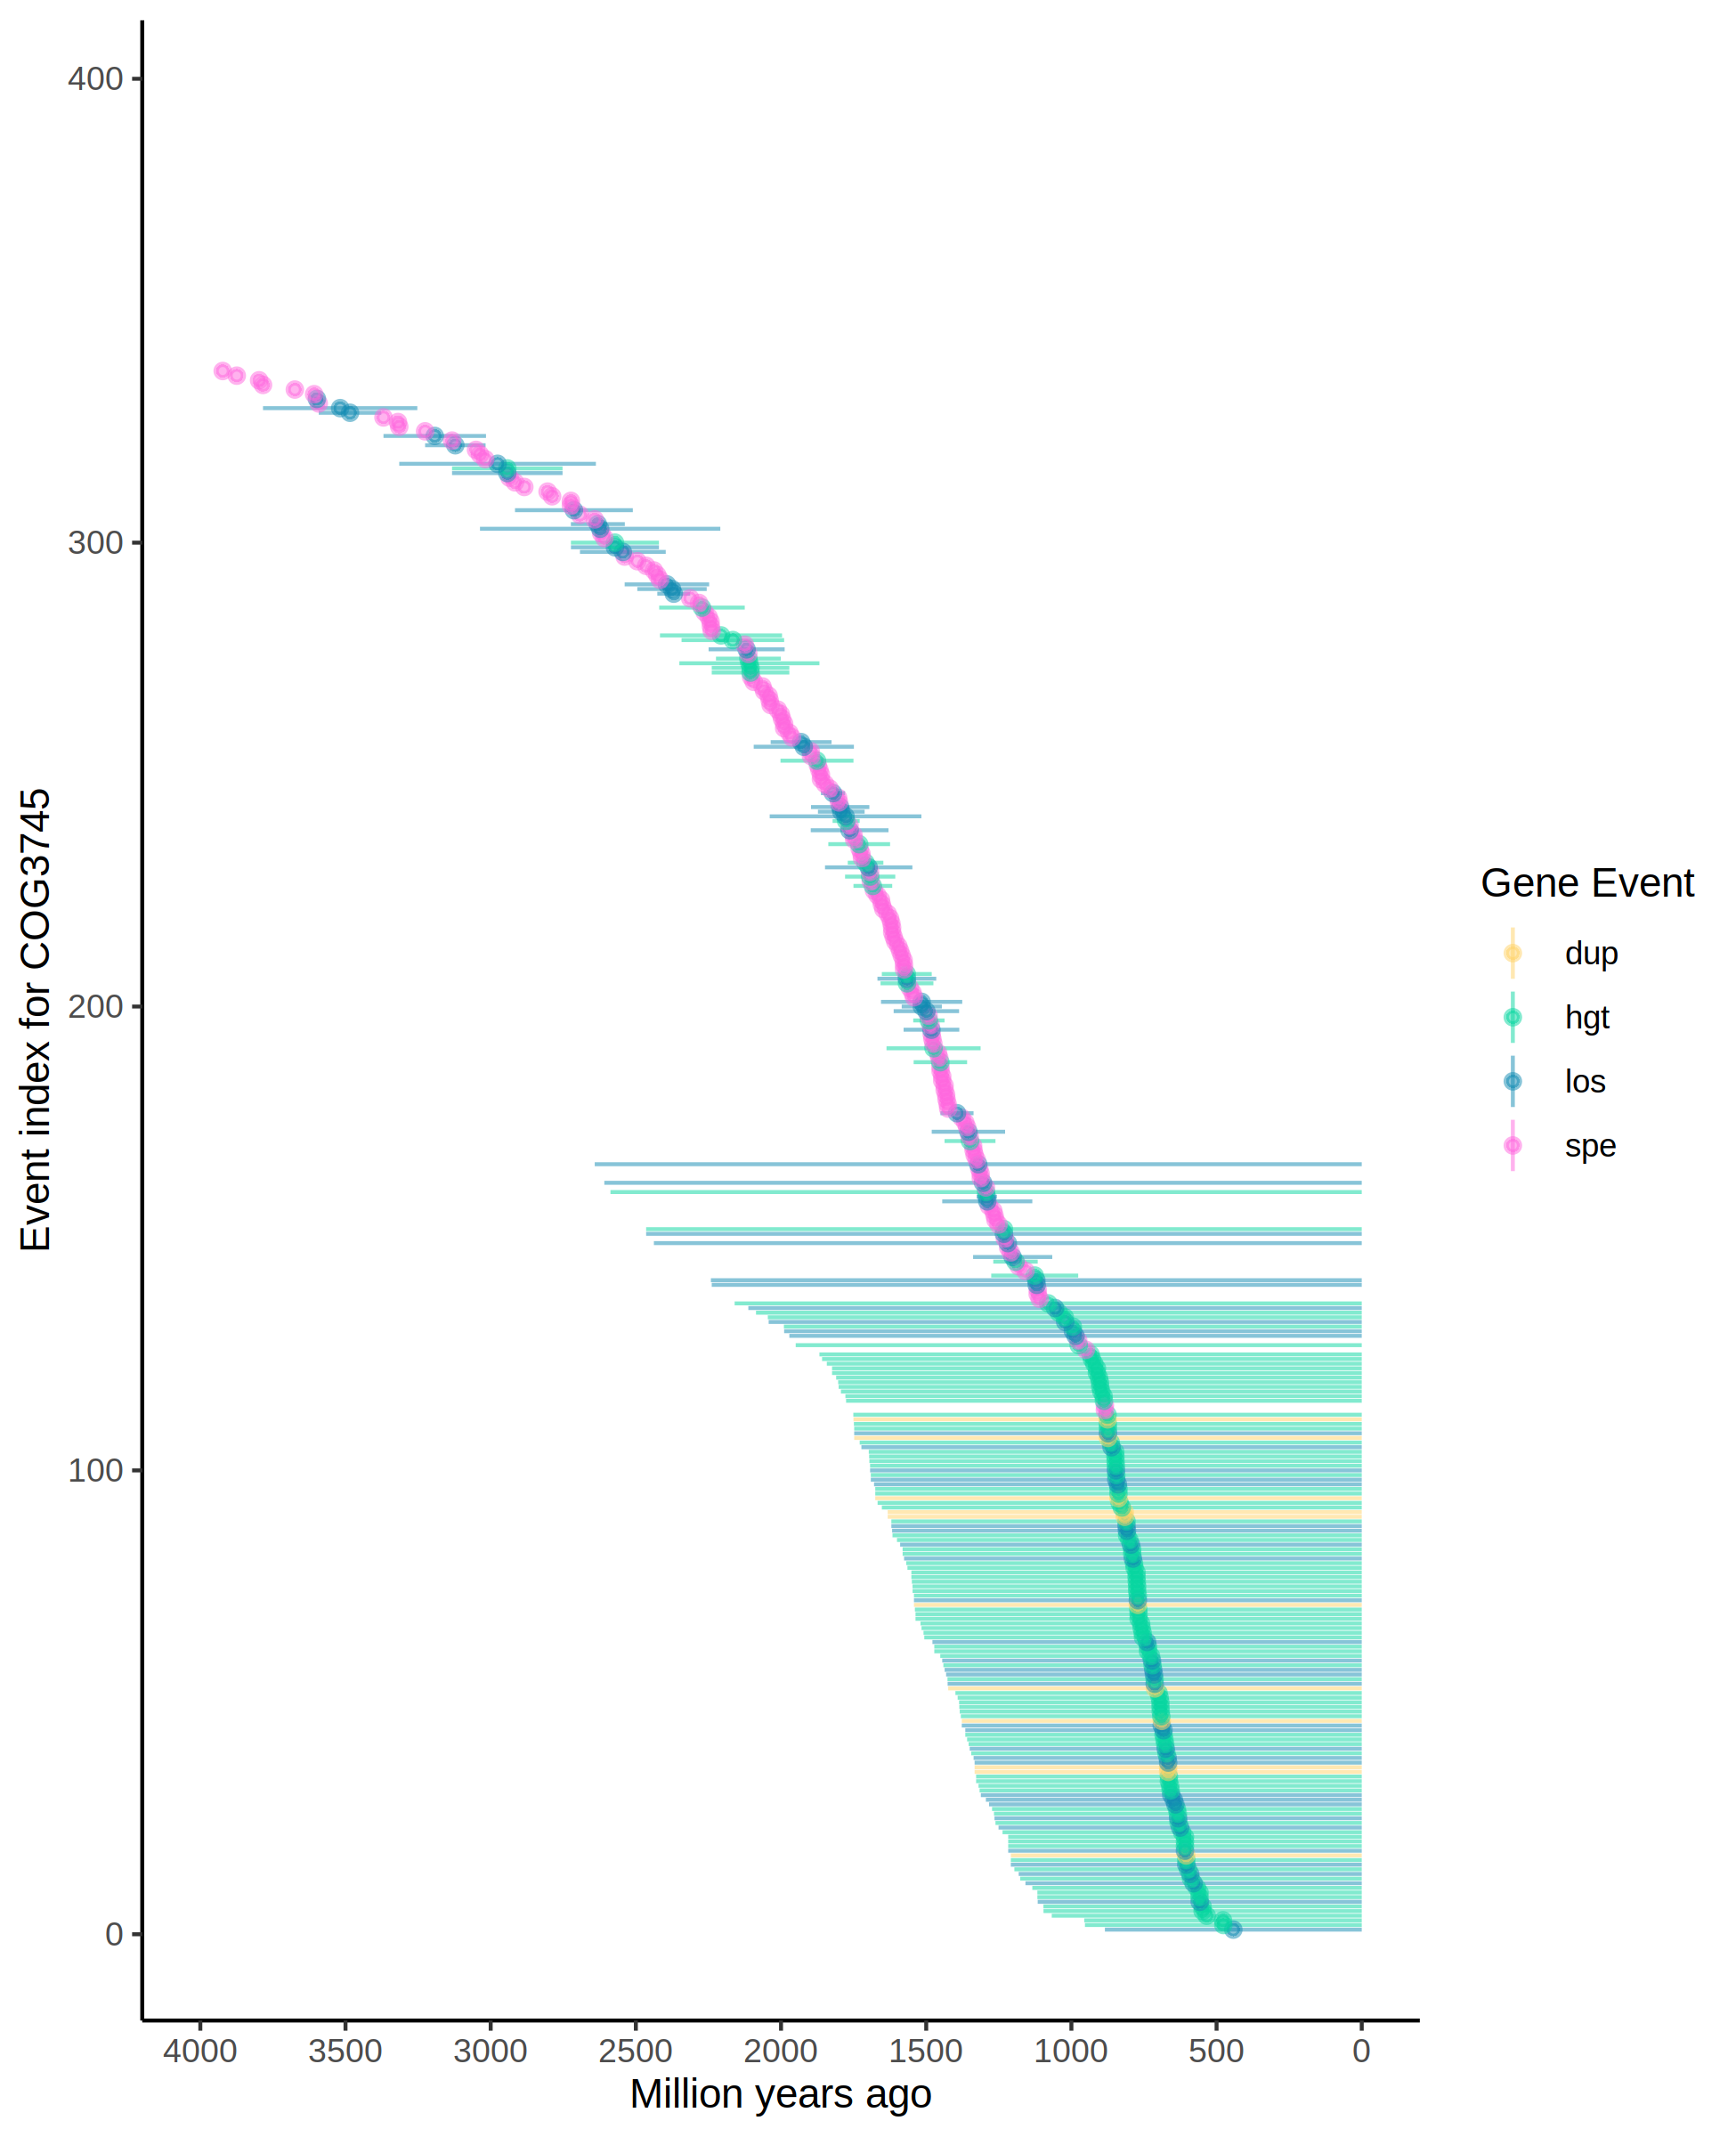 400
300
200
100
0
Event index for COG3745
4000 3500 3000 2500 2000 1500 1000 500 0
Million years ago
Gene Event
dup
hgt
los
spe